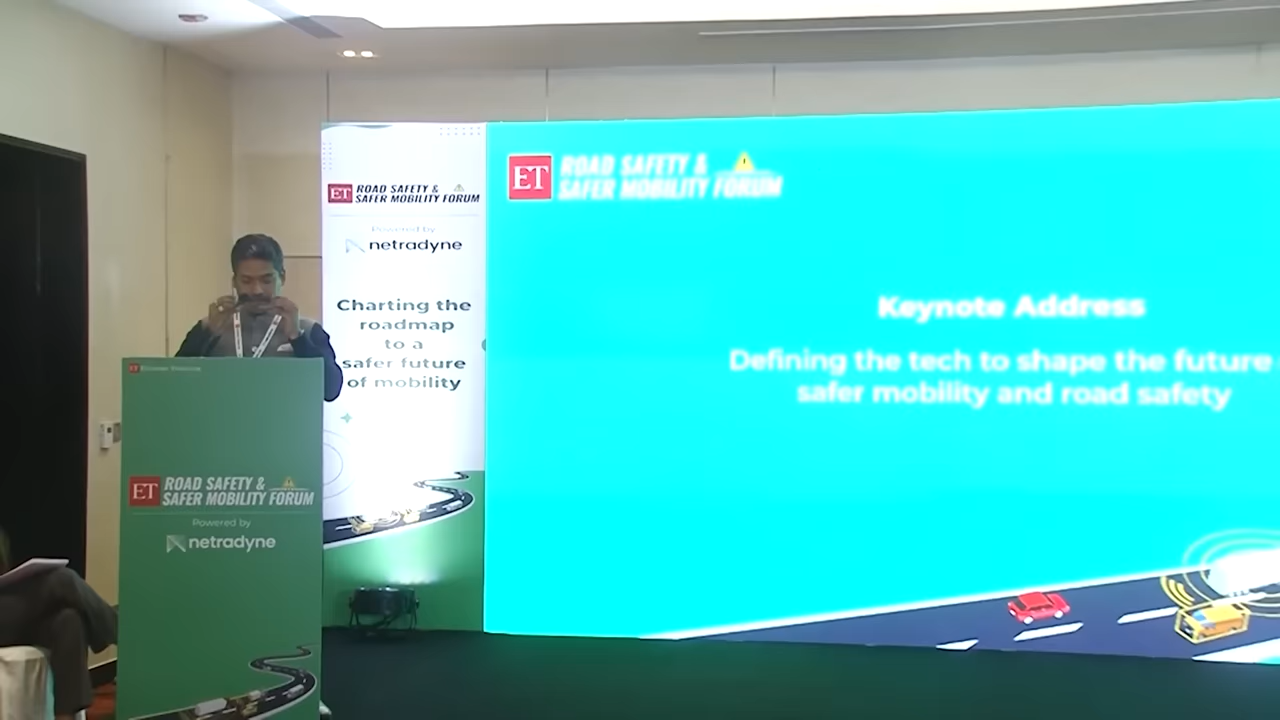 ET ROAD SAFETY &
SAFER MOBILITY FORUM
Powered by
netradyne
Charting the
roadmap
to a
safer future
of mobility
ET ROAD SAFETY &
SAFER MOBILITY FORUM
Keynote Address
Defining the tech to shape the future
safer mobility and road safety
ET
ET ROAD SAFETY &
SAFER MOBILITY FORUM
Powered by
netradyne